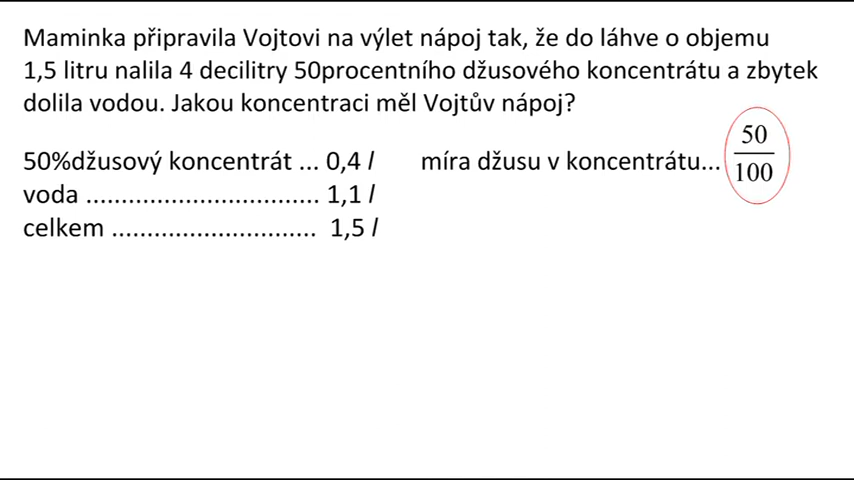 Maminka připravila Vojtovi na výlet nápoj tak, že do láhve o objemu
1,5 litru nalila 4 decilitry 50procentního džusového koncentrátu a zbytek
dolila vodou. Jakou koncentraci měl Vojtův nápoj?
50%džusový koncentrát ... 0,4 l míra džusu v koncentrátu... 50/100
voda ................................. 1,1 l
celkem ............................. 1,5 l